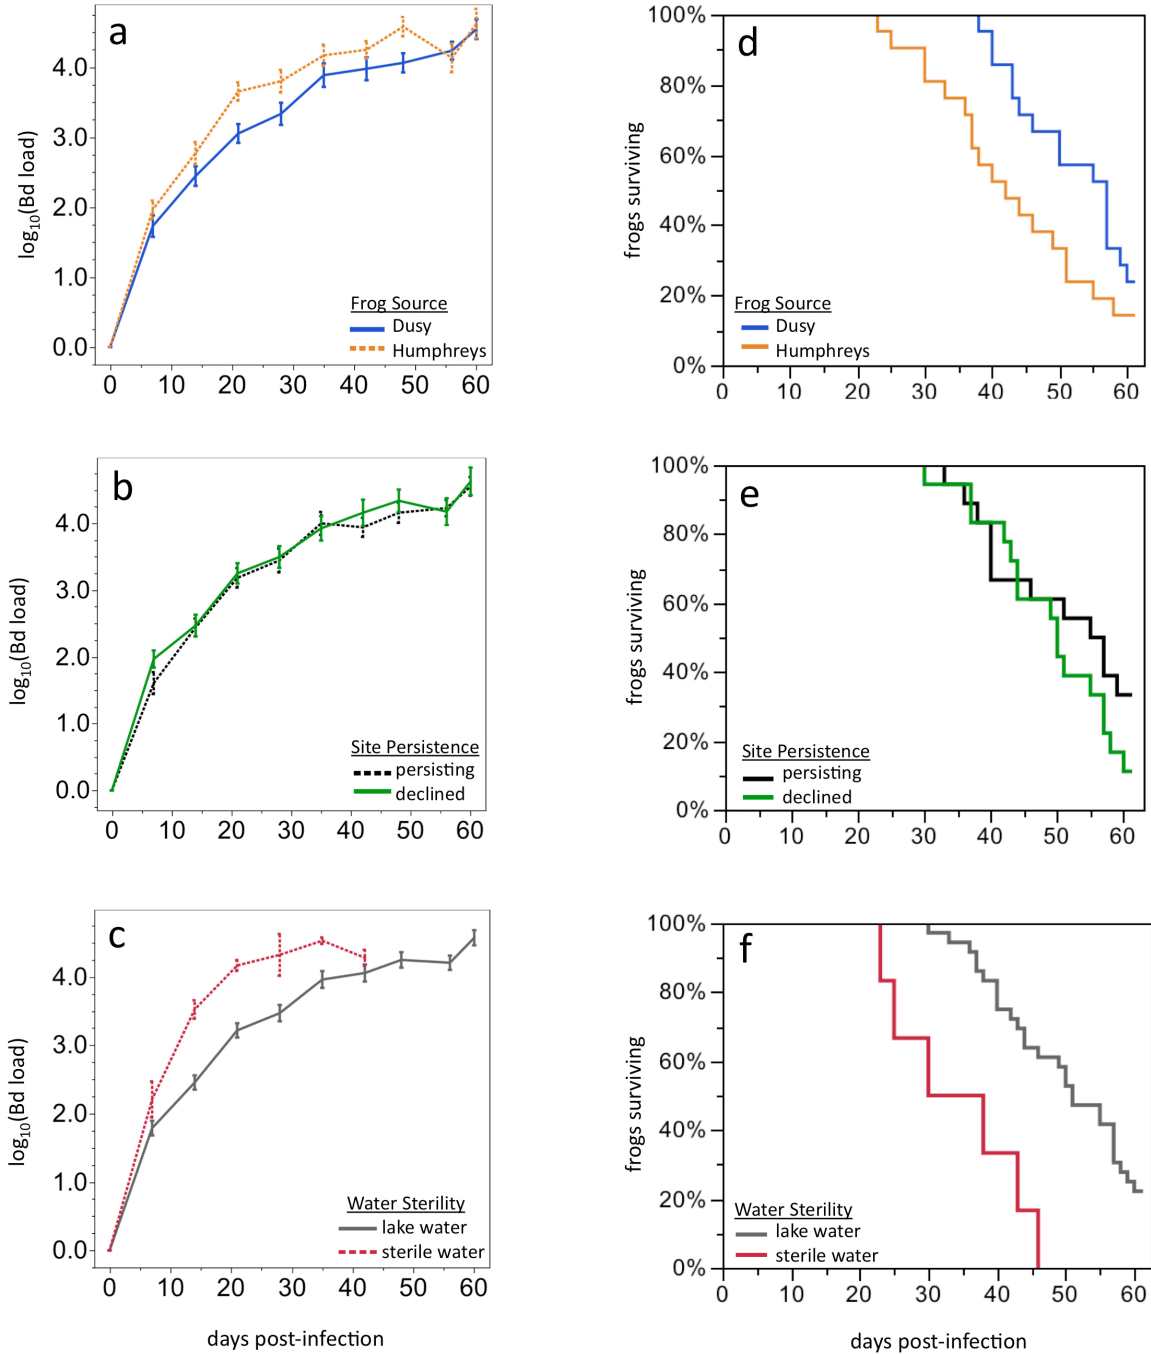 a
log10(Bd load)
4.0
3.0
2.0
1.0
0.0
Frog Source
Dusy
Humphreys
0 10 20 30 40 50 60
d
frogs surviving
100%
80%
60%
40%
20%
0%
Frog Source
Dusy
Humphreys
0 10 20 30 40 50 60
b
log10(Bd load)
4.0
3.0
2.0
1.0
0.0
Site Persistence
persisting
declined
0 10 20 30 40 50 60
e
frogs surviving
100%
80%
60%
40%
20%
0%
Site Persistence
persisting
declined
0 10 20 30 40 50 60
c
log10(Bd load)
4.0
3.0
2.0
1.0
0.0
Water Sterility
lake water
sterile water
0 10 20 30 40 50 60
days post-infection
f
frogs surviving
100%
80%
60%
40%
20%
0%
Water Sterility
lake water
sterile water
0 10 20 30 40 50 60
days post-infection